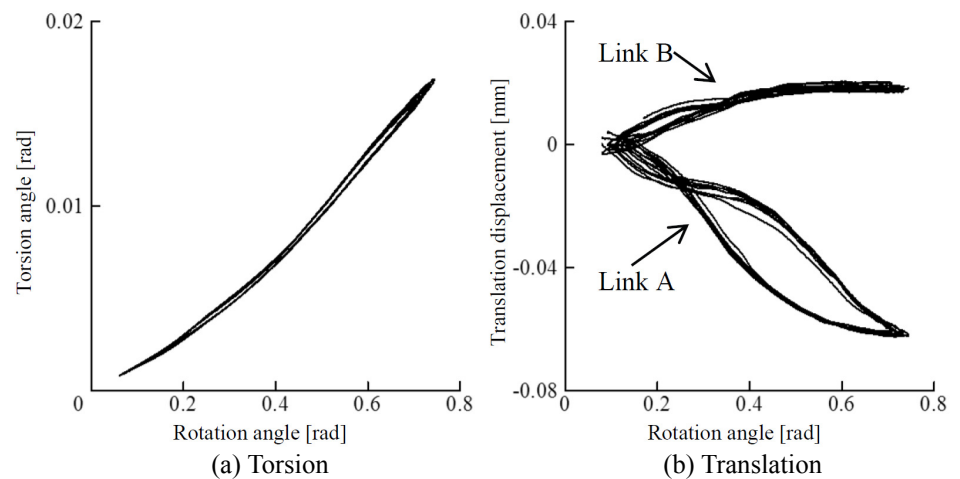 0.02
Torsion angle [rad]
0.01
0
0.2
0.4
0.6
0.8
Rotation angle [rad]
(a) Torsion
0.04
Translation displacement [mm]
0
-0.04
-0.08
Link B
Link A
0
0.2
0.4
0.6
0.8
Rotation angle [rad]
(b) Translation